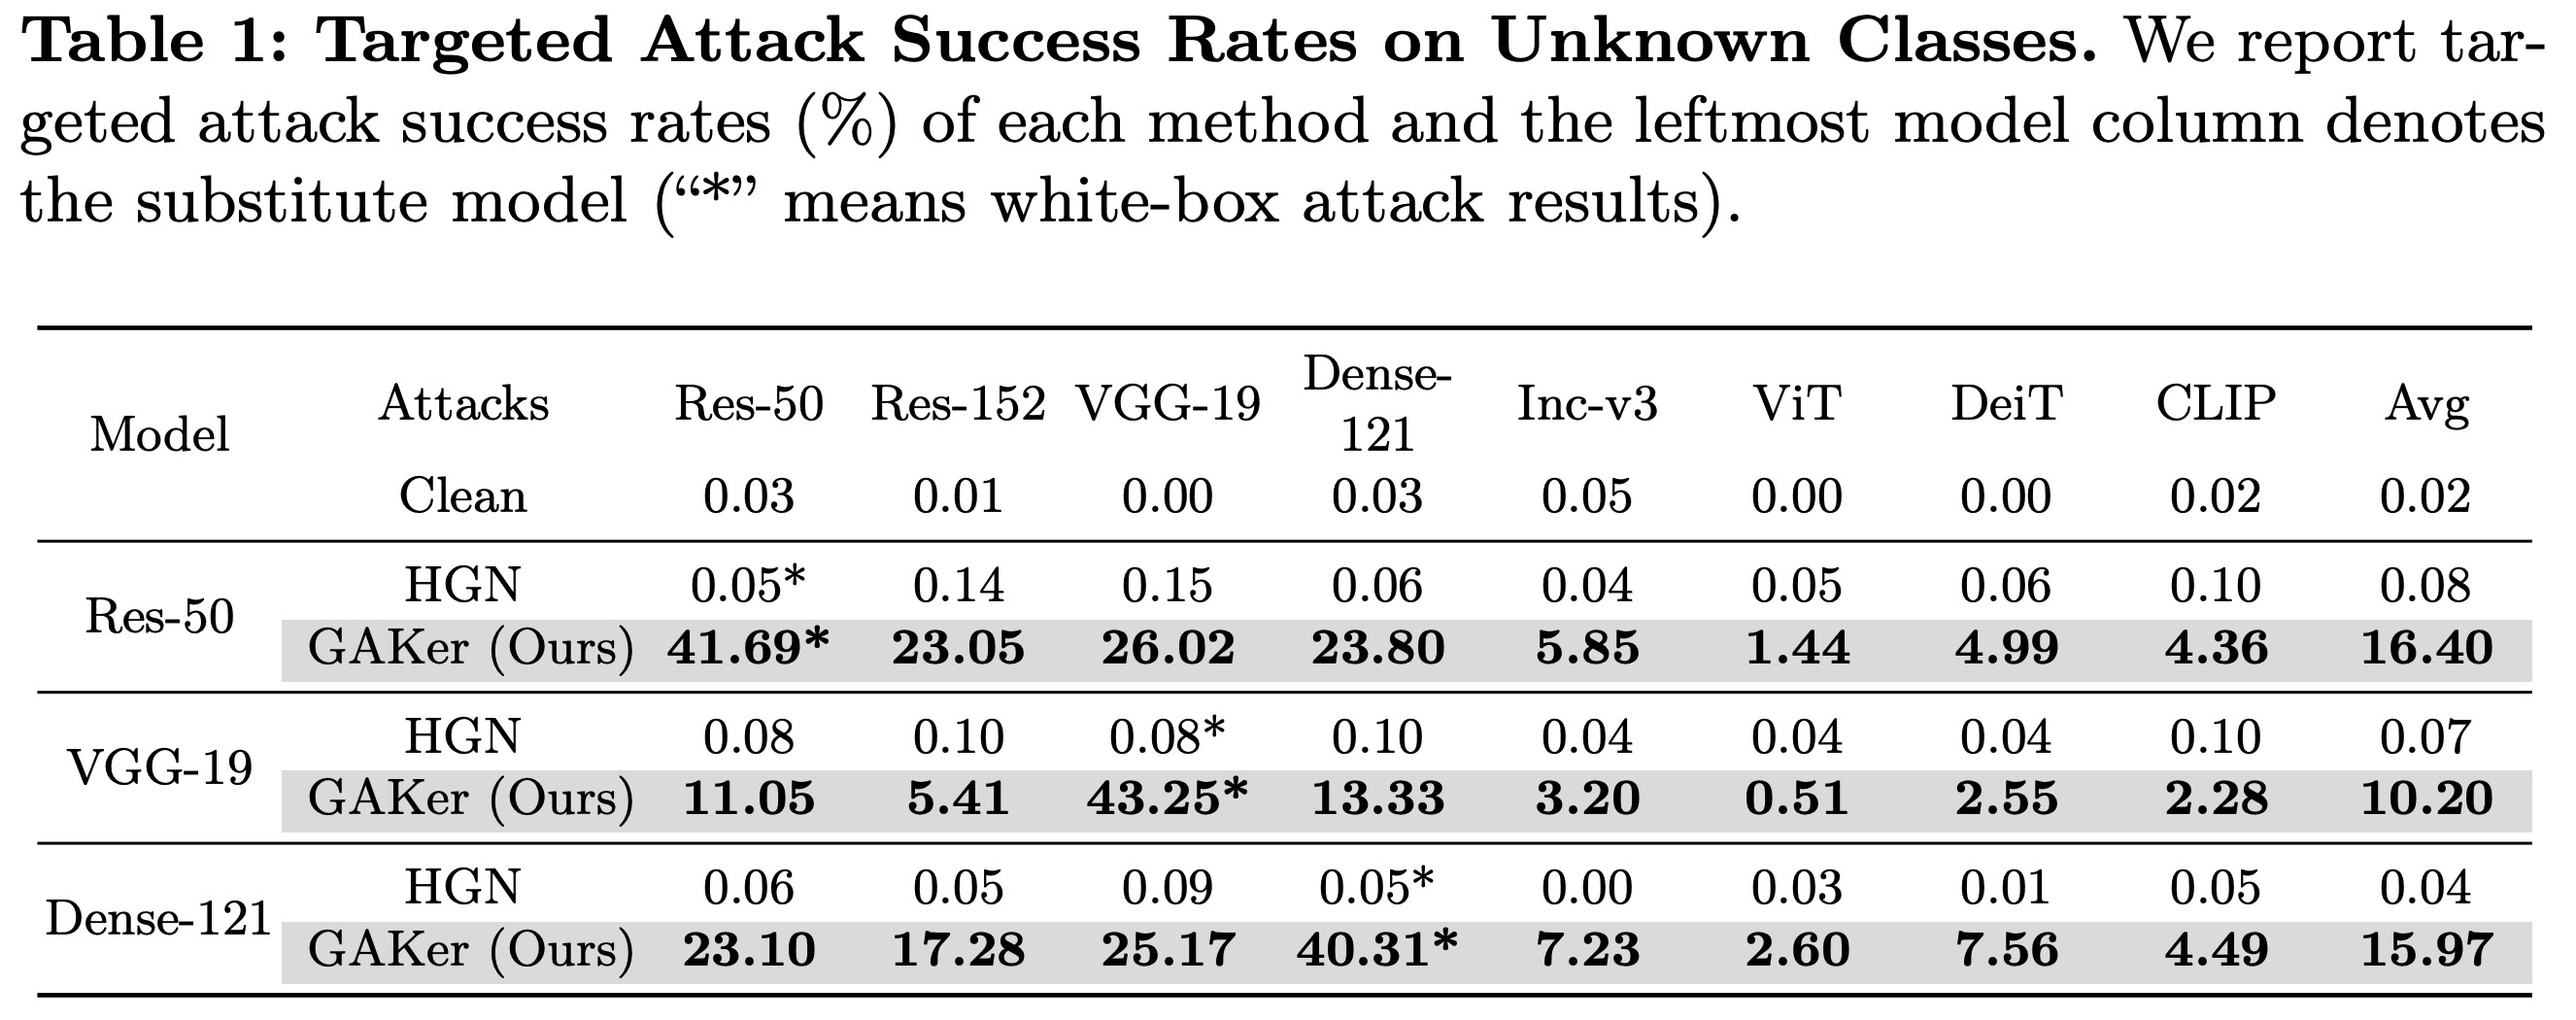 Table 1: Targeted Attack Success Rates on Unknown Classes. We report tar-
geted attack success rates (%) of each method and the leftmost model column denotes
the substitute model (“*” means white-box attack results).
Model Attacks Res-50 Res-152 VGG-19 Dense-121 Inc-v3 ViT DeiT CLIP Avg
Clean 0.03 0.01 0.00 0.03 0.05 0.00 0.00 0.02 0.02
Res-50 HGN 0.05* 0.14 0.15 0.06 0.04 0.05 0.06 0.10 0.08
GAKer (Ours) 41.69* 23.05 26.02 23.80 5.85 1.44 4.99 4.36 16.40
VGG-19 HGN 0.08 0.10 0.08* 0.10 0.04 0.04 0.04 0.10 0.07
GAKer (Ours) 11.05 5.41 43.25* 13.33 3.20 0.51 2.55 2.28 10.20
Dense-121 HGN 0.06 0.05 0.09 0.05* 0.00 0.03 0.01 0.05 0.04
GAKer (Ours) 23.10 17.28 25.17 40.31* 7.23 2.60 7.56 4.49 15.97